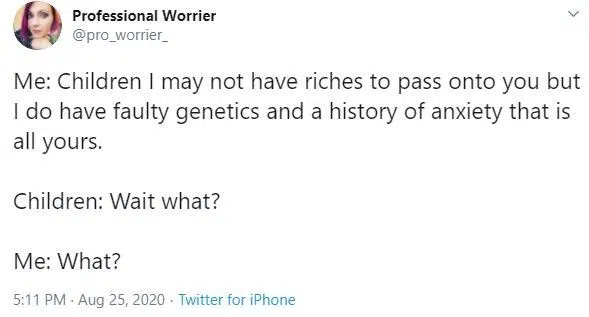 Professional Worrier
@pro_worrier_
Me: Children I may not have riches to pass onto you but
I do have faulty genetics and a history of anxiety that is
all yours.
Children: Wait what?
Me: What?
5:11 PM · Aug 25, 2020 · Twitter for iPhone